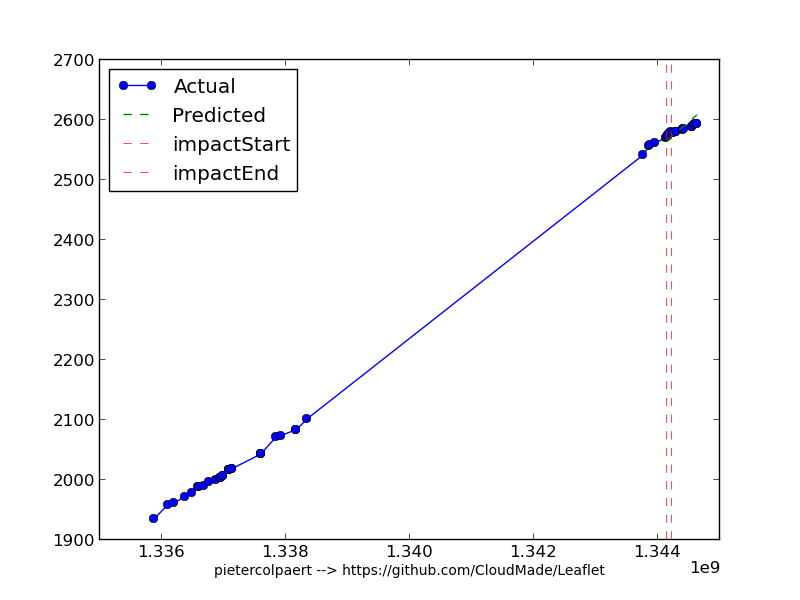 2700
2600
2500
2400
2300
2200
2100
2000
1900
Actual
Predicted
impactStart
impactEnd
1.336 1.338 1.340 1.342 1.344
1e9
pietercolpaert --> https://github.com/CloudMade/Leaflet